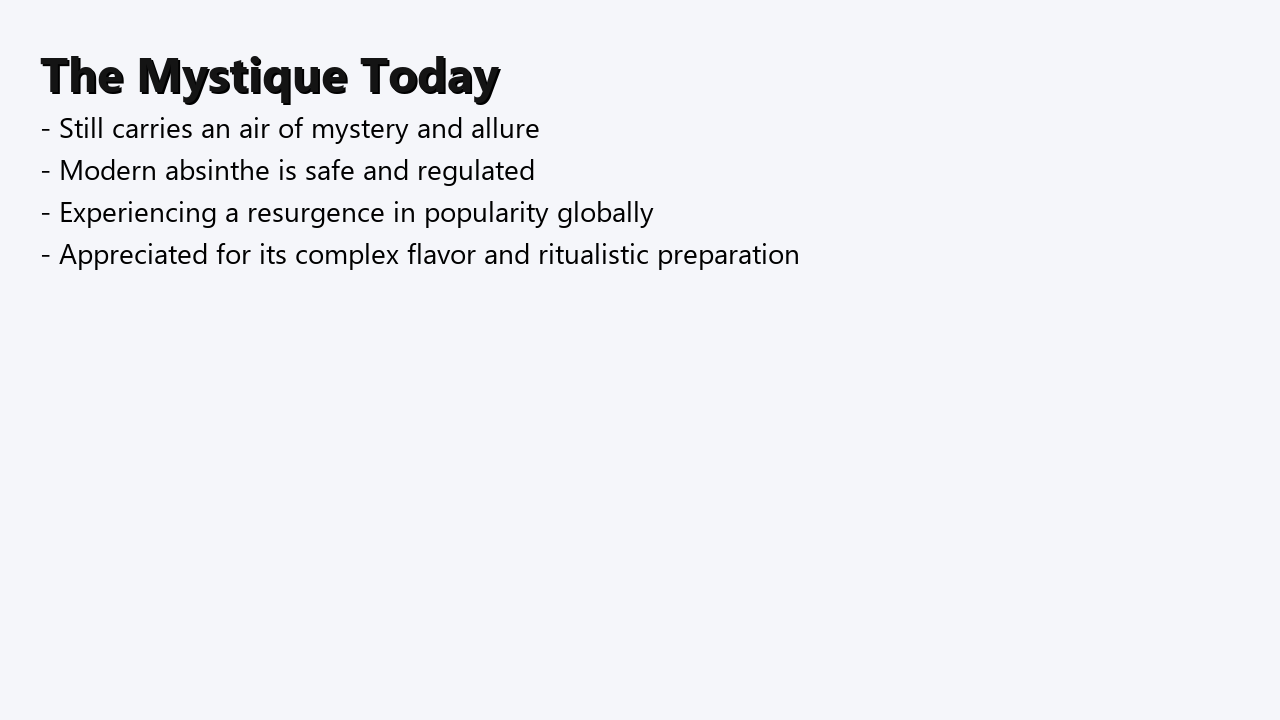 The Mystique Today
- Still carries an air of mystery and allure
- Modern absinthe is safe and regulated
- Experiencing a resurgence in popularity globally
- Appreciated for its complex flavor and ritualistic preparation